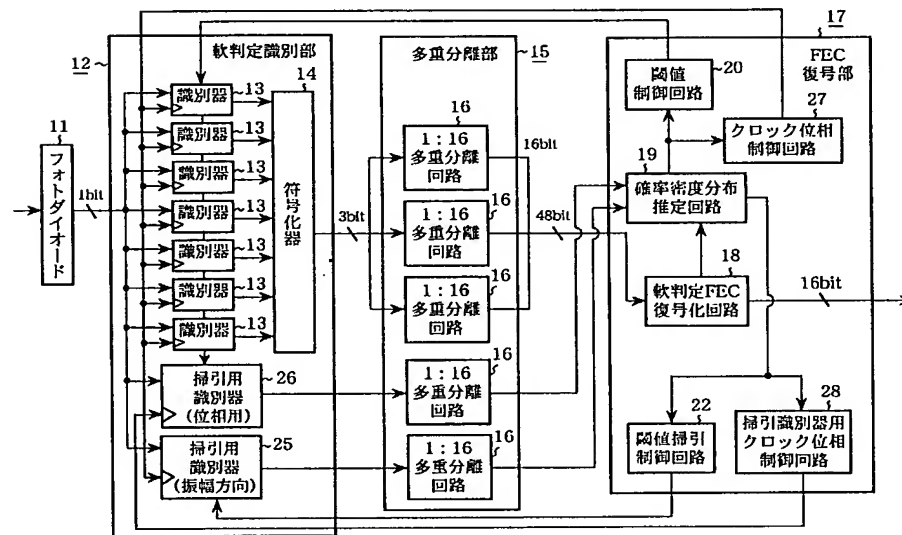 12
軟判定識別部
14
識別器 13
識別器 13
識別器 13
識別器 13
識別器 13
識別器 13
識別器 13
符号化器
11
フォトダイオード
1bit
3bit
掃引用
識別器
(位相用)
26
掃引用
識別器
(振幅方向)
25
多重分離部
15
16
1:16
多重分離
回路
16bit
16
1:16
多重分離
回路
48bit
16
1:16
多重分離
回路
16
1:16
多重分離
回路
16
1:16
多重分離
回路
17
FEC
復号部
20
閾値
制御回路
27
クロック位相
制御回路
19
確率密度分布
推定回路
18
軟判定FEC
復号化回路
16bit
22
閾値掃引
制御回路
28
掃引識別器用
クロック位相
制御回路